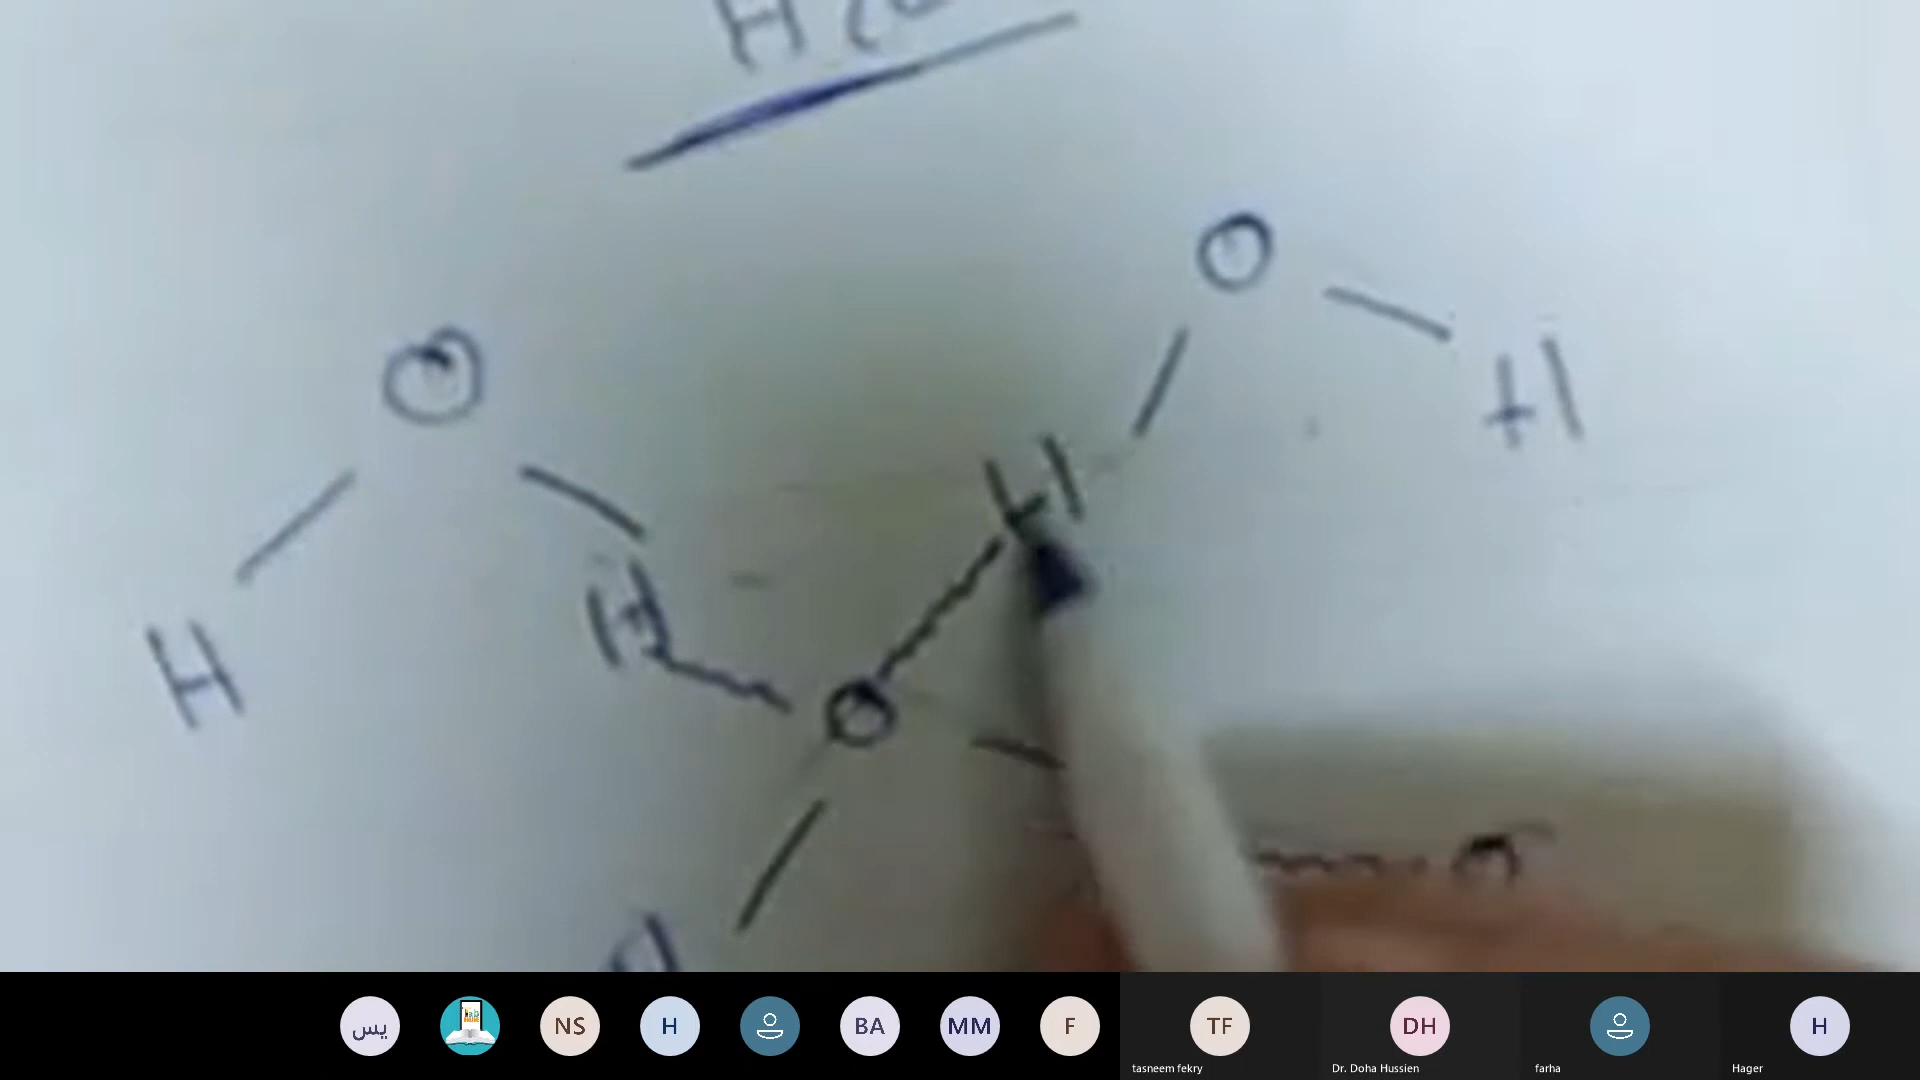 O
O
H
H
H
H
O
يس
NS
H
BA
MM
F
TF
DH
H
tasneem fekry
Dr. Doha Hussien
farha
Hager